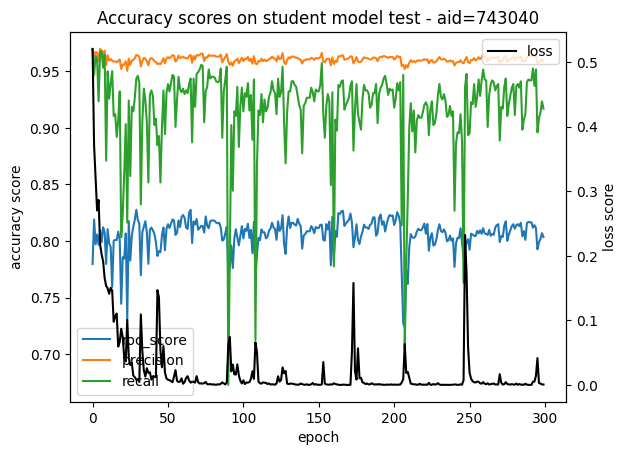 Accuracy scores on student model test - aid=743040
loss
0.95
0.90
0.85
0.80
0.75
0.70
accuracy score
0.5
0.4
0.3
0.2
0.1
0.0
loss score
roc_score
precision
recall
0 50 100 150 200 250 300
epoch